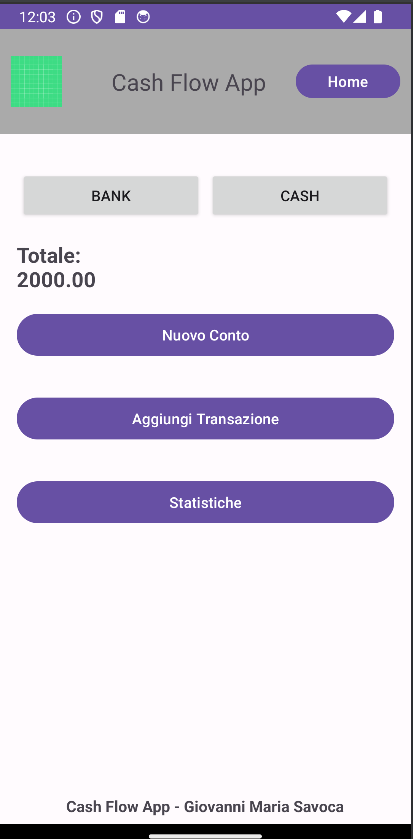 12:03
Cash Flow App
Home
BANK CASH
Totale:
2000.00
Nuovo Conto
Aggiungi Transazione
Statistiche
Cash Flow App - Giovanni Maria Savoca